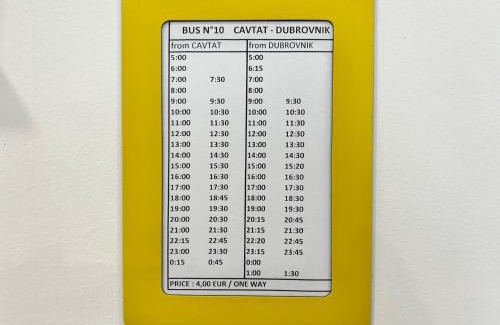 BUS N°10 CAVTAT - DUBROVNIK
from CAVTAT from DUBROVNIK
5:00 5:00
6:00 6:15
7:00 7:30 7:00
8:00 8:00
9:00 9:30 9:00 9:30
10:00 10:30 10:00 10:30
11:00 11:30 11:00 11:30
12:00 12:30 12:00 12:30
13:00 13:30 13:00 13:30
14:00 14:30 14:00 14:30
15:00 15:30 15:00 15:20
16:00 16:30 16:00 16:30
17:00 17:30 17:00 17:30
18:00 18:45 18:00 18:30
19:00 19:30 19:00 19:30
20:00 20:30 20:15 20:45
21:00 21:30 21:15 21:30
22:15 22:45 22:20 22:45
23:00 23:30 23:15 23:45
0:15 0:45 0:00
1:00 1:30
PRICE : 4,00 EUR / ONE WAY